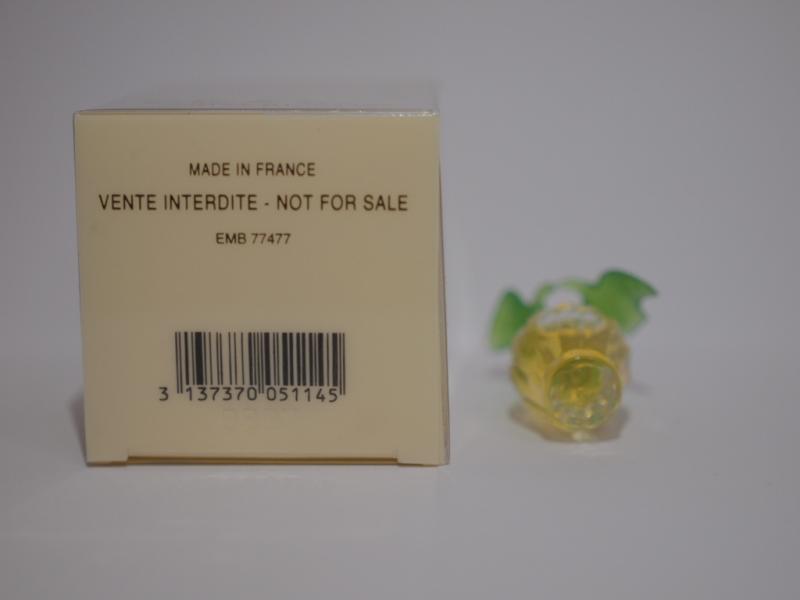 MADE IN FRANCE
VENTE INTERDITE - NOT FOR SALE
EMB 77477
3 137370 051145